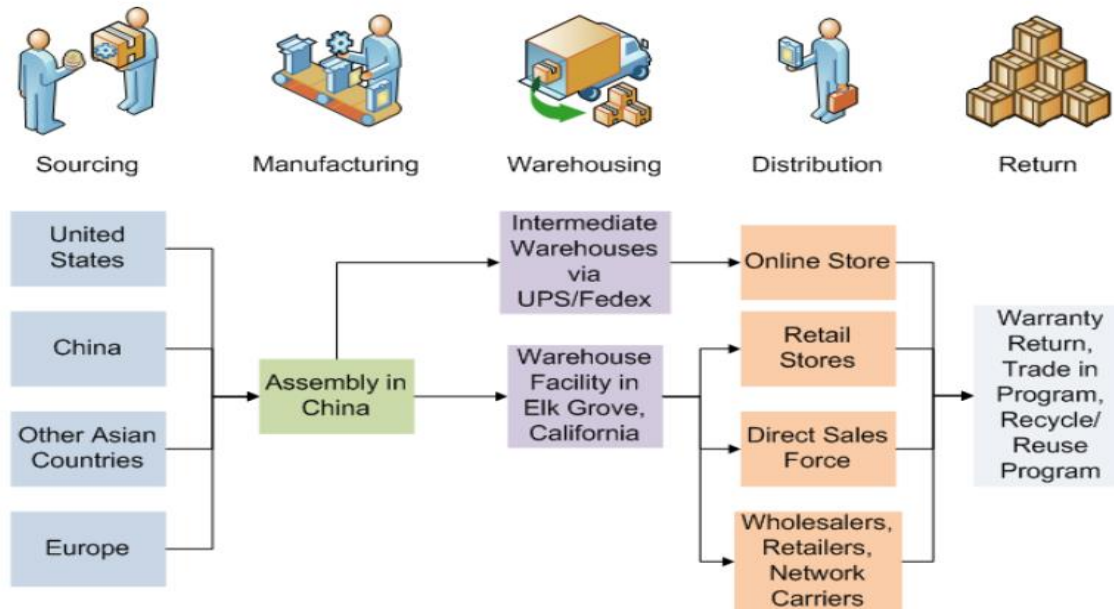 Sourcing
Manufacturing
Warehousing
Distribution
Return
United
States
China
Other Asian
Countries
Europe
Assembly in
China
Intermediate
Warehouses
via
UPS/Fedex
Warehouse
Facility in
Elk Grove,
California
Online Store
Retail
Stores
Direct Sales
Force
Wholesalers,
Retailers,
Network
Carriers
Warranty
Return,
Trade in
Program,
Recycle/
Reuse
Program